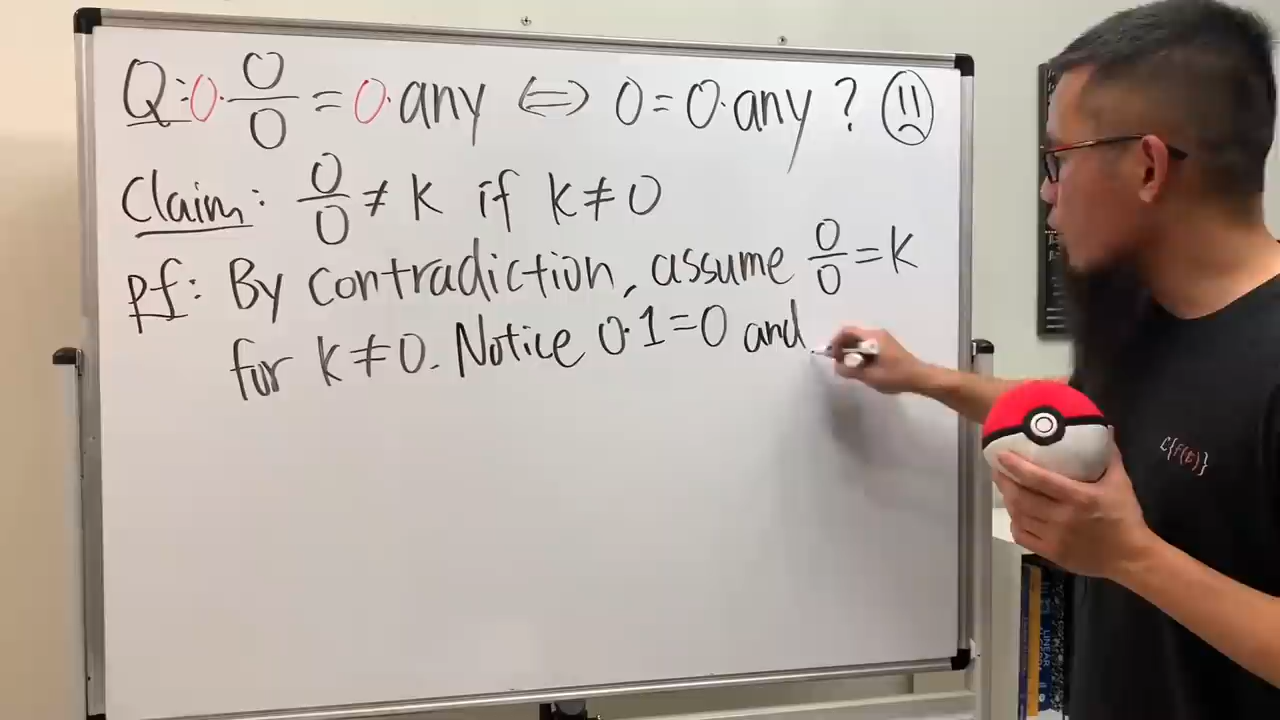 Q: 0· 0/0 = 0· any ⟺ 0 = 0· any ?
Claim: 0/0 ≠ K if K ≠ 0
pf: By contradiction, assume 0/0 = K
for K ≠ 0. Notice 0·1 = 0 and
L{f(t)}
LINEAR